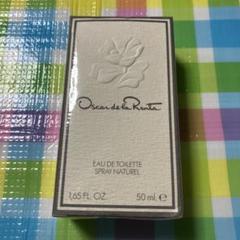 Oscar de la Renta
EAU DE TOILETTE
SPRAY NATUREL
1,65 FL. OZ. 50 ml. e